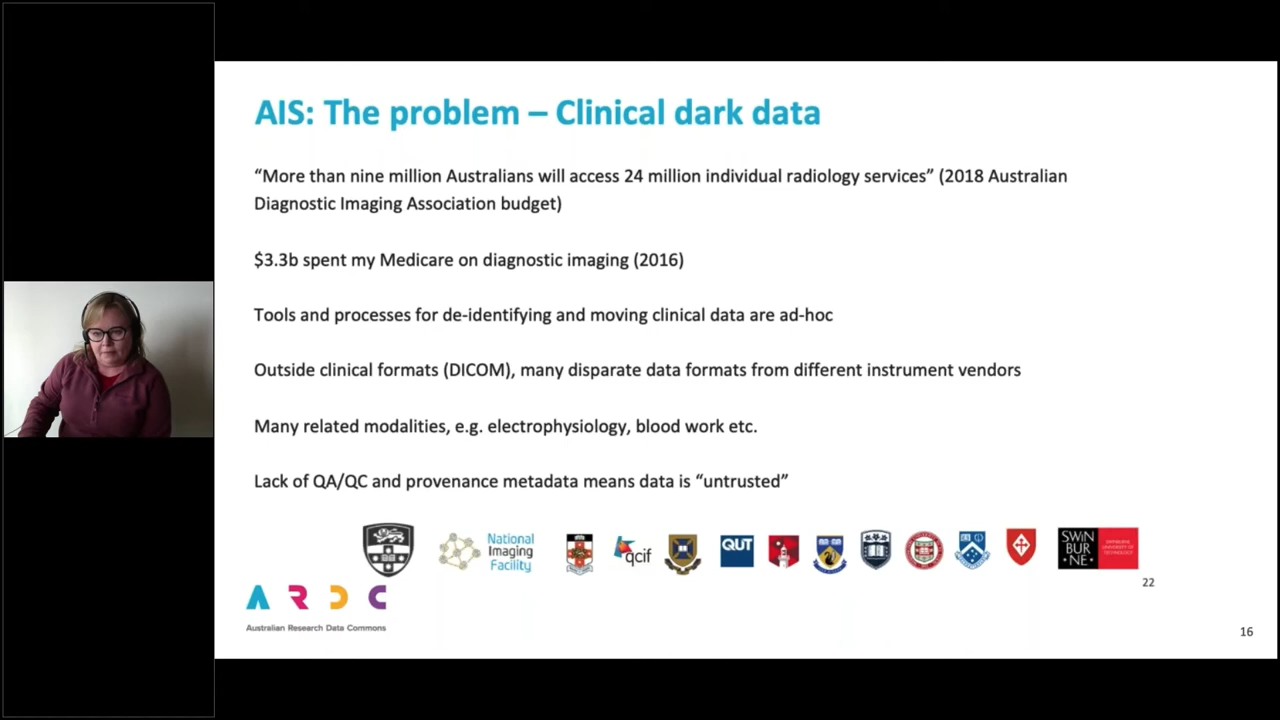 AIS: The problem – Clinical dark data
“More than nine million Australians will access 24 million individual radiology services” (2018 Australian
Diagnostic Imaging Association budget)
$3.3b spent my Medicare on diagnostic imaging (2016)
Tools and processes for de-identifying and moving clinical data are ad-hoc
Outside clinical formats (DICOM), many disparate data formats from different instrument vendors
Many related modalities, e.g. electrophysiology, blood work etc.
Lack of QA/QC and provenance metadata means data is “untrusted”
National
Imaging
Facility
qcif
QUT
SWIN
BUR
NE
22
ARDC
Australian Research Data Commons
16